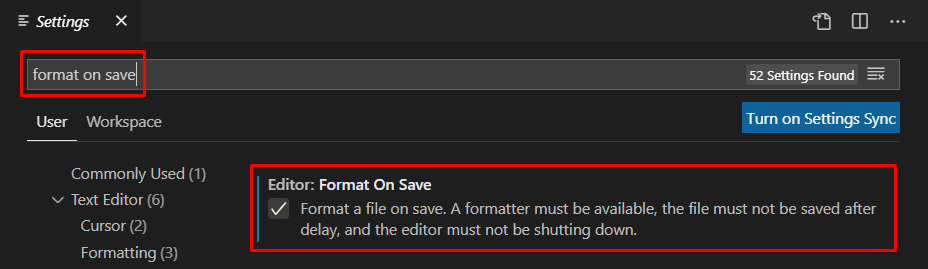 Settings
format on save
52 Settings Found
User
Workspace
Turn on Settings Sync
Commonly Used (1)
Text Editor (6)
Cursor (2)
Formatting (3)
Editor: Format On Save
Format a file on save. A formatter must be available, the file must not be saved after
delay, and the editor must not be shutting down.